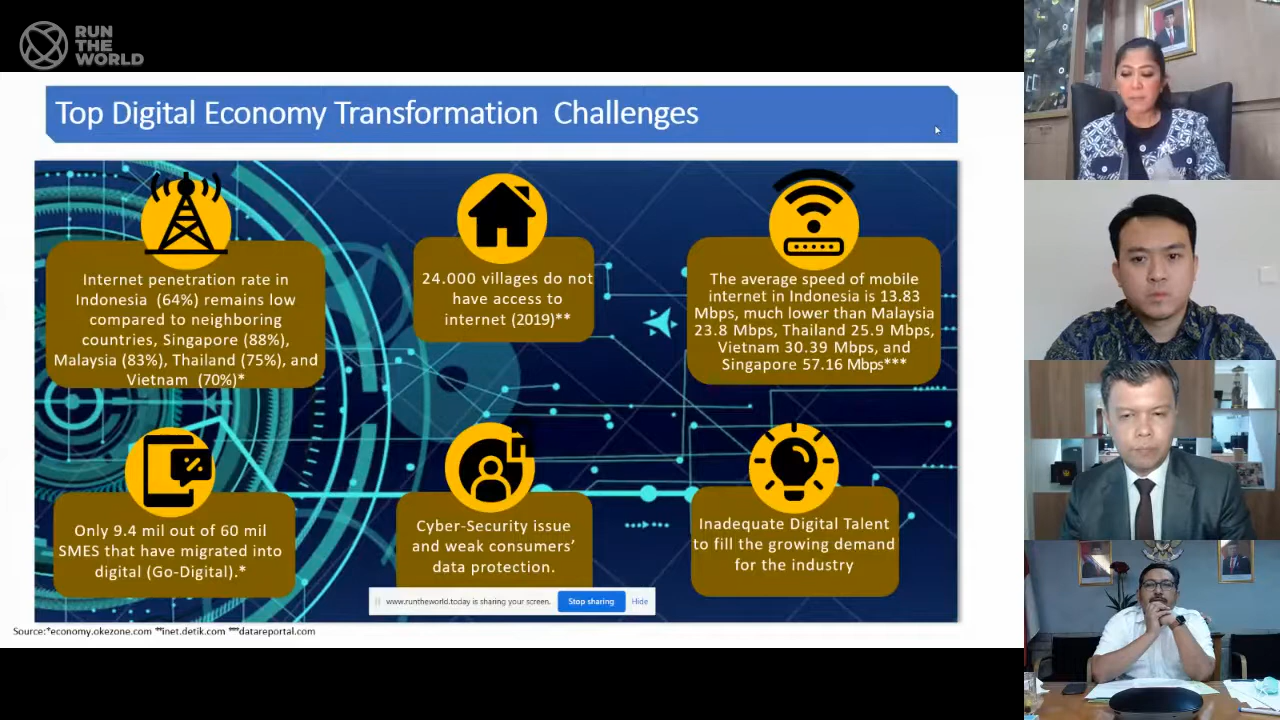 RUN
THE
WORLD
Top Digital Economy Transformation  Challenges
Internet penetration rate in
Indonesia  (64%) remains low
compared to neighboring
countries, Singapore (88%),
Malaysia (83%), Thailand (75%), and
Vietnam  (70%)*
24.000 villages do not
have access to
internet (2019)**
The average speed of mobile
internet in Indonesia is 13.83
Mbps, much lower than Malaysia
23.8 Mbps, Thailand 25.9 Mbps,
Vietnam 30.39 Mbps, and
Singapore 57.16 Mbps***
Only 9.4 mil out of 60 mil
SMES that have migrated into
digital (Go-Digital).*
Cyber-Security issue
and weak consumers’
data protection.
Inadequate Digital Talent
to fill the growing demand
for the industry
www.runtheworld.today is sharing your screen.
Stop sharing
Hide
Source:*economy.okezone.com **inet.detik.com ***datareportal.com